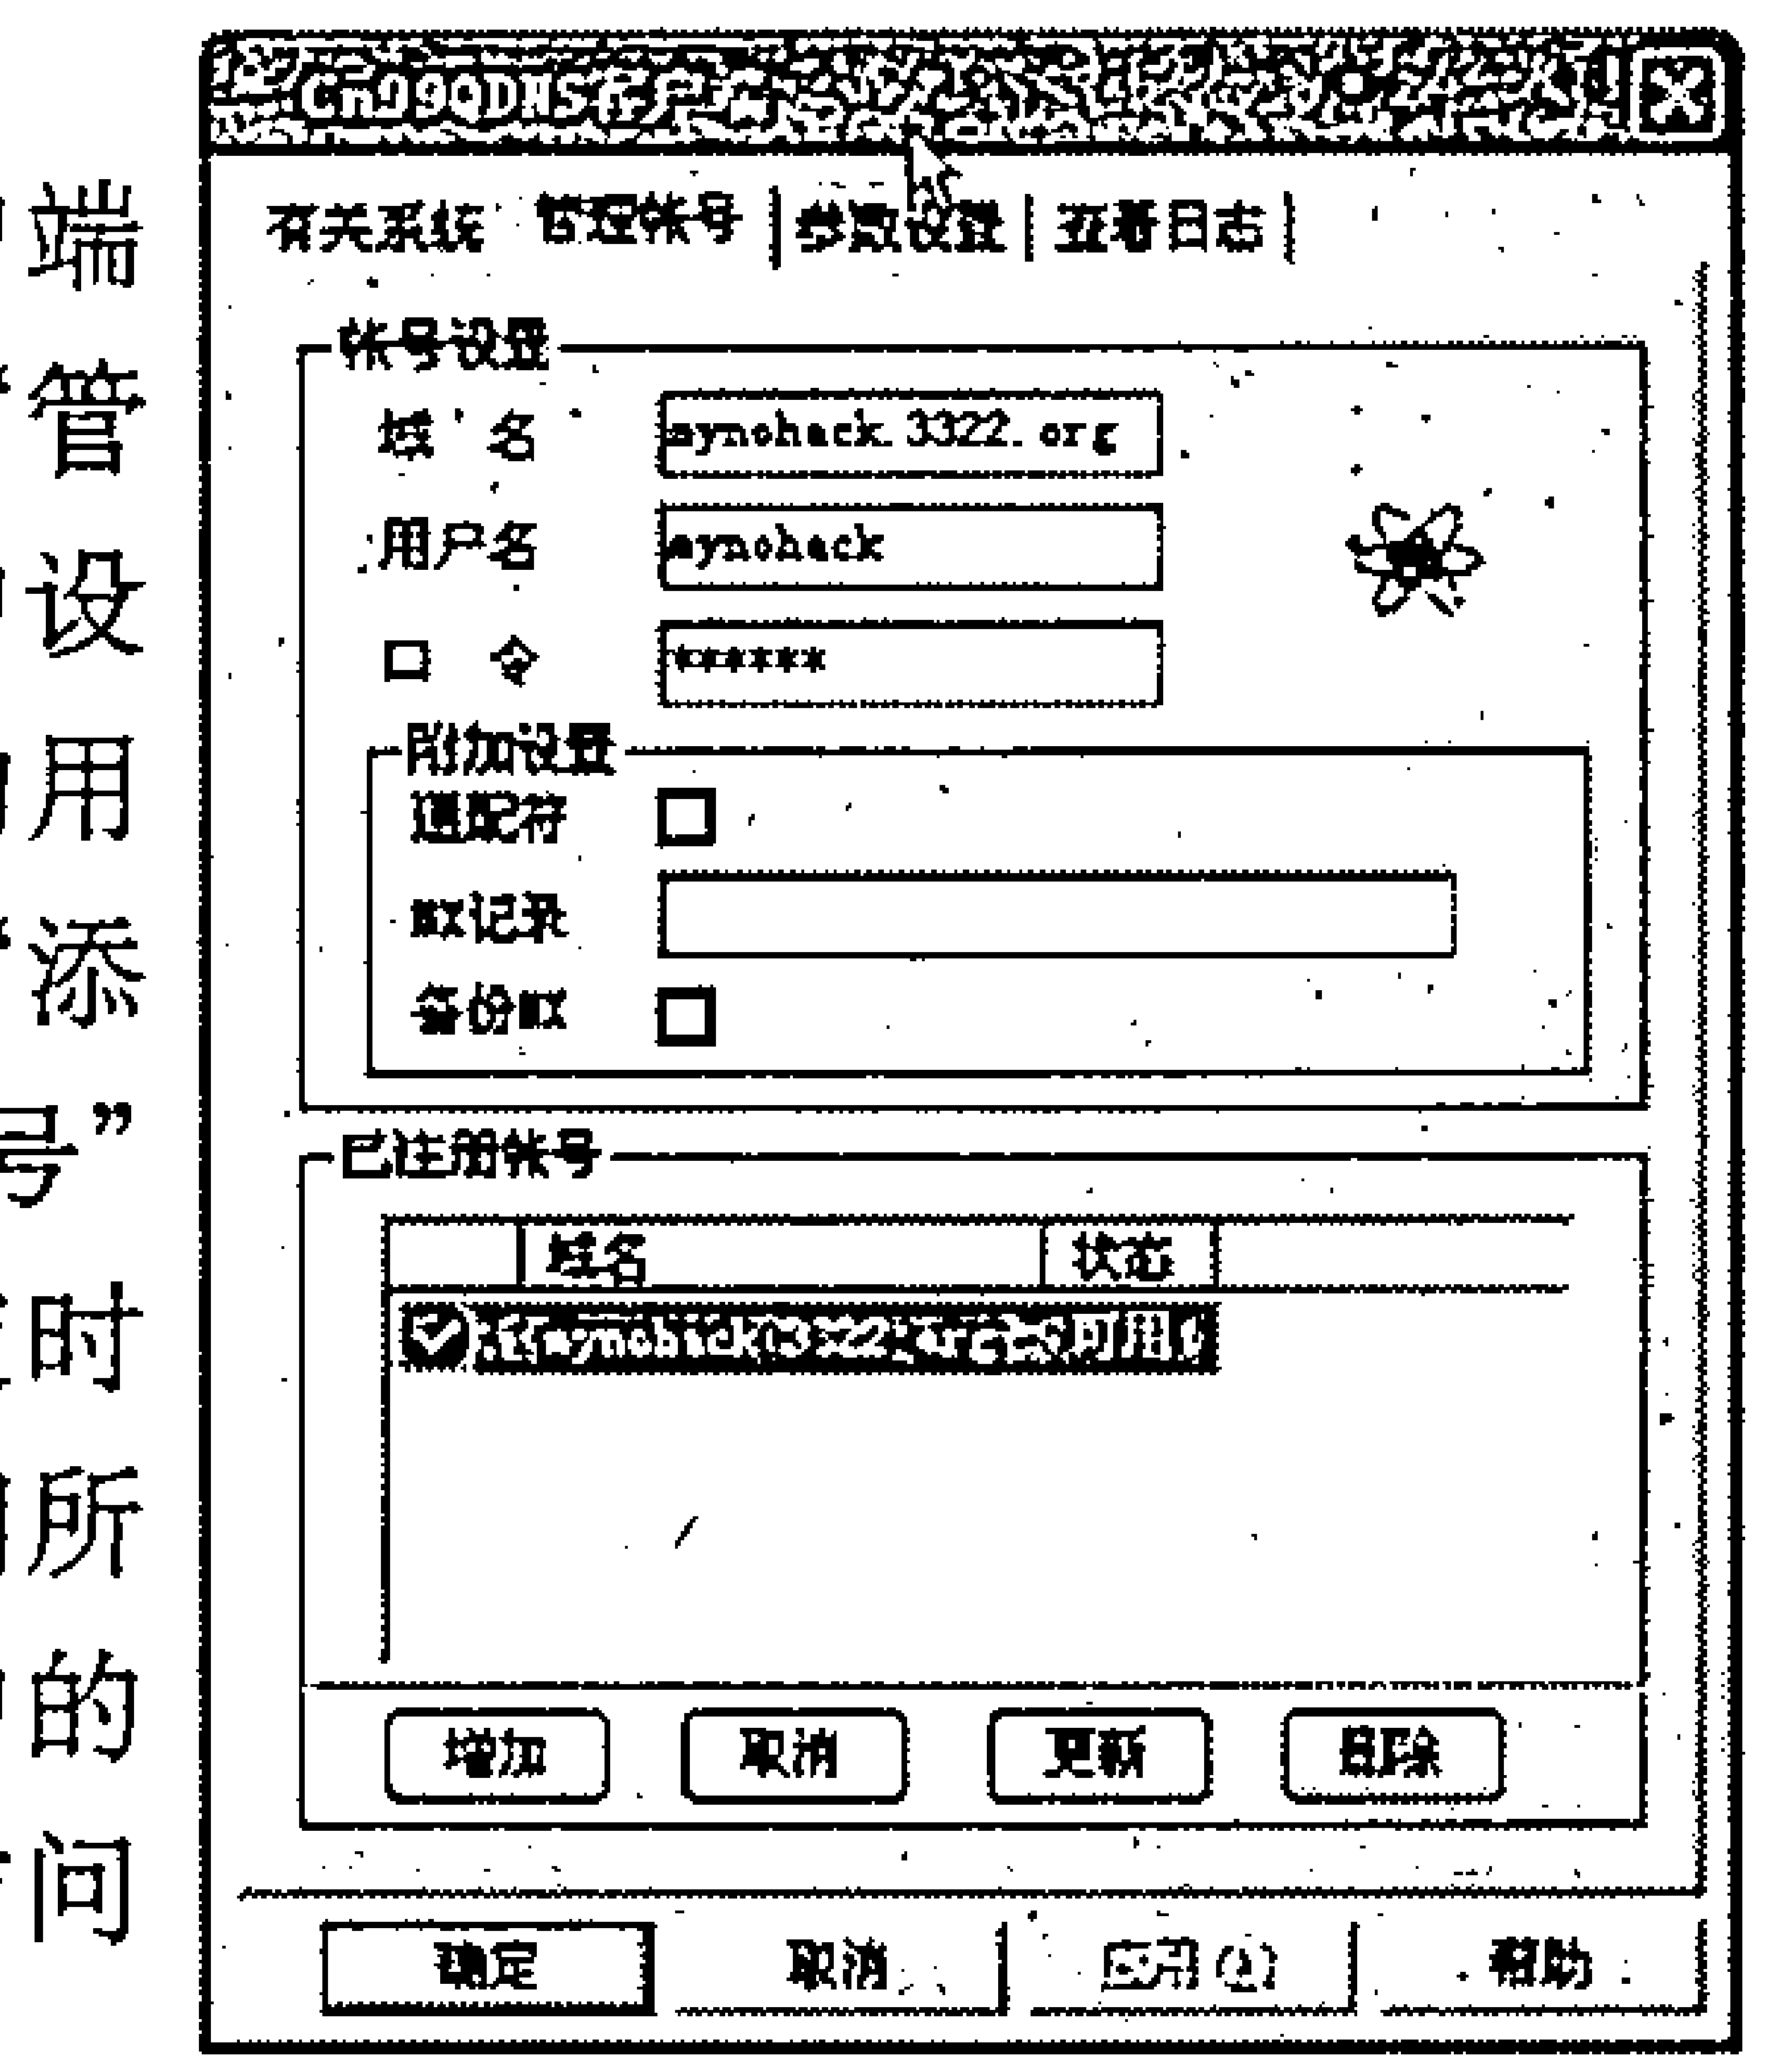 端
管
设
用
添
号”
时
所
的
问
有关系统 管理帐号 参数设置 查看日志
帐号设置
域 名 mynohack.3322.org
用户名 mynohack
口 令 ******
附加设置
通配符
MX记录
备份MX
已注册帐号
域名 状态
可用
增加 取消 更新 删除
确定 取消 应用(A) 帮助